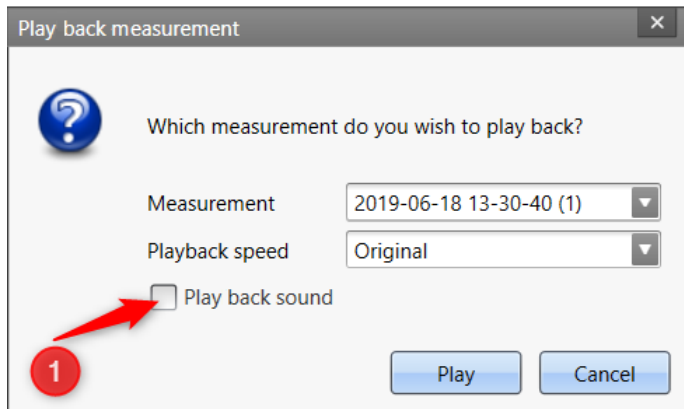 Play back measurement
Which measurement do you wish to play back?
Measurement 2019-06-18 13-30-40 (1)
Playback speed Original
Play back sound
1
Play Cancel